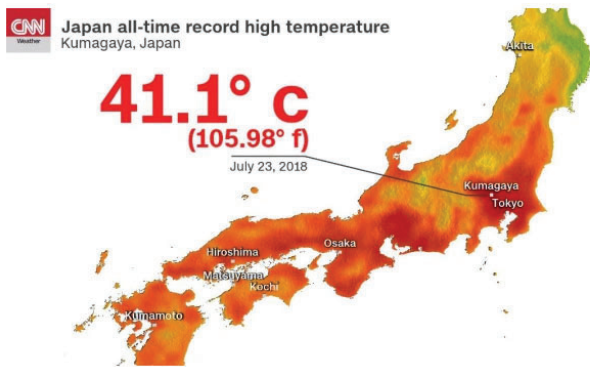 CNN
Weather
Japan all-time record high temperature
Kumagaya, Japan
41.1° c
(105.98° f)
July 23, 2018
Akita
Kumagaya
Tokyo
Osaka
Hiroshima
Matsuyama
Kochi
Kumamoto